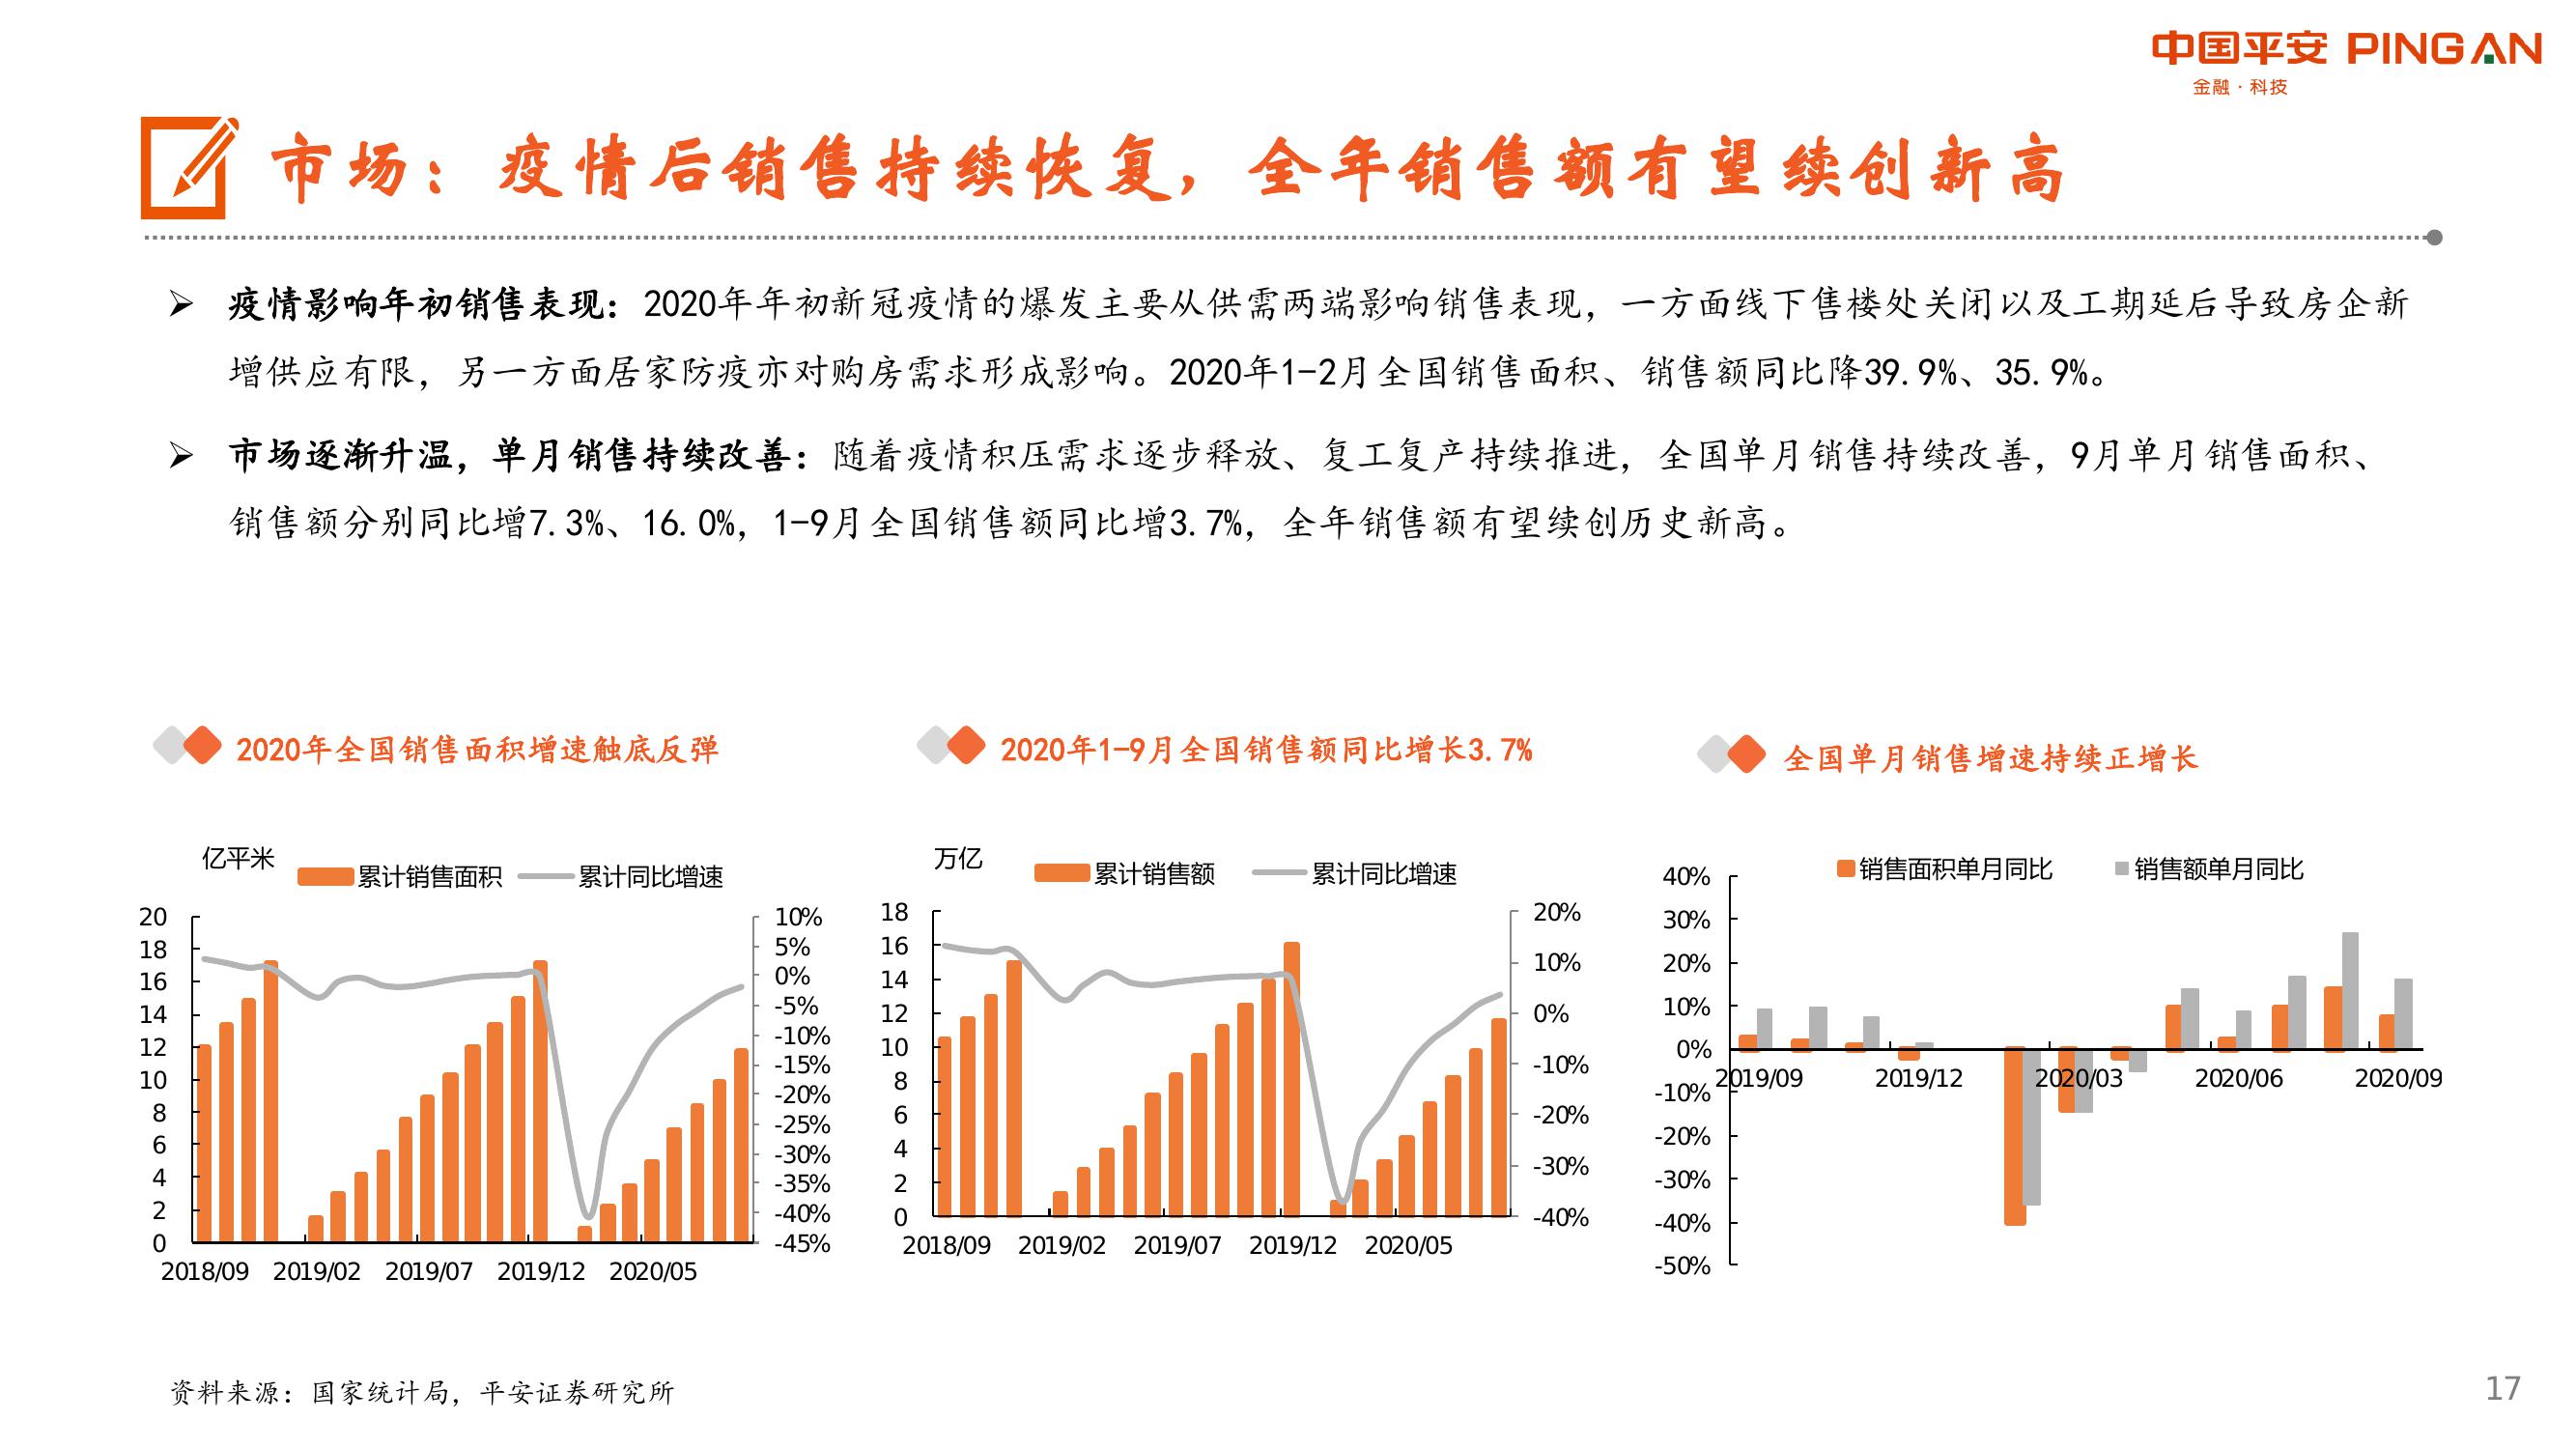 中国平安 PINGAN
金融·科技
市场：疫情后销售持续恢复，全年销售额有望续创新高
疫情影响年初销售表现：2020年年初新冠疫情的爆发主要从供需两端影响销售表现，一方面线下售楼处关闭以及工期延后导致房企新
增供应有限，另一方面居家防疫亦对购房需求形成影响。2020年1-2月全国销售面积、销售额同比降39.9%、35.9%。
市场逐渐升温，单月销售持续改善：随着疫情积压需求逐步释放、复工复产持续推进，全国单月销售持续改善，9月单月销售面积、
销售额分别同比增7.3%、16.0%，1-9月全国销售额同比增3.7%，全年销售额有望续创历史新高。
2020年全国销售面积增速触底反弹
亿平米
累计销售面积 累计同比增速
20
18
16
14
12
10
8
6
4
2
0
10%
5%
0%
-5%
-10%
-15%
-20%
-25%
-30%
-35%
-40%
-45%
2018/09 2019/02 2019/07 2019/12 2020/05
2020年1-9月全国销售额同比增长3.7%
万亿
累计销售额 累计同比增速
18
16
14
12
10
8
6
4
2
0
20%
10%
0%
-10%
-20%
-30%
-40%
2018/09 2019/02 2019/07 2019/12 2020/05
全国单月销售增速持续正增长
销售面积单月同比 销售额单月同比
40%
30%
20%
10%
0%
-10%
-20%
-30%
-40%
-50%
2019/09 2019/12 2020/03 2020/06 2020/09
资料来源：国家统计局，平安证券研究所
17